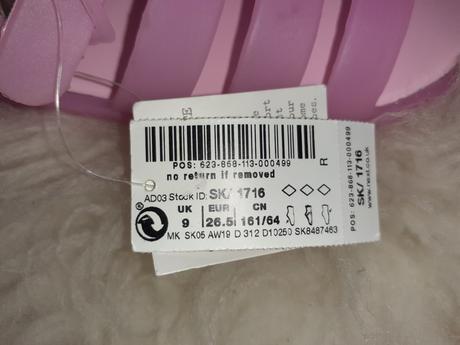 POS: 623-868-113-000499
no return if removed
R
AD03 Stock ID: SK/ 1716
UK EUR CN
9 26.5 161/64
MK SK05 AW19 D 312 D10250 SK8487463
POS: 623-868-113-000499
SK/ 1716
www.next.co.uk